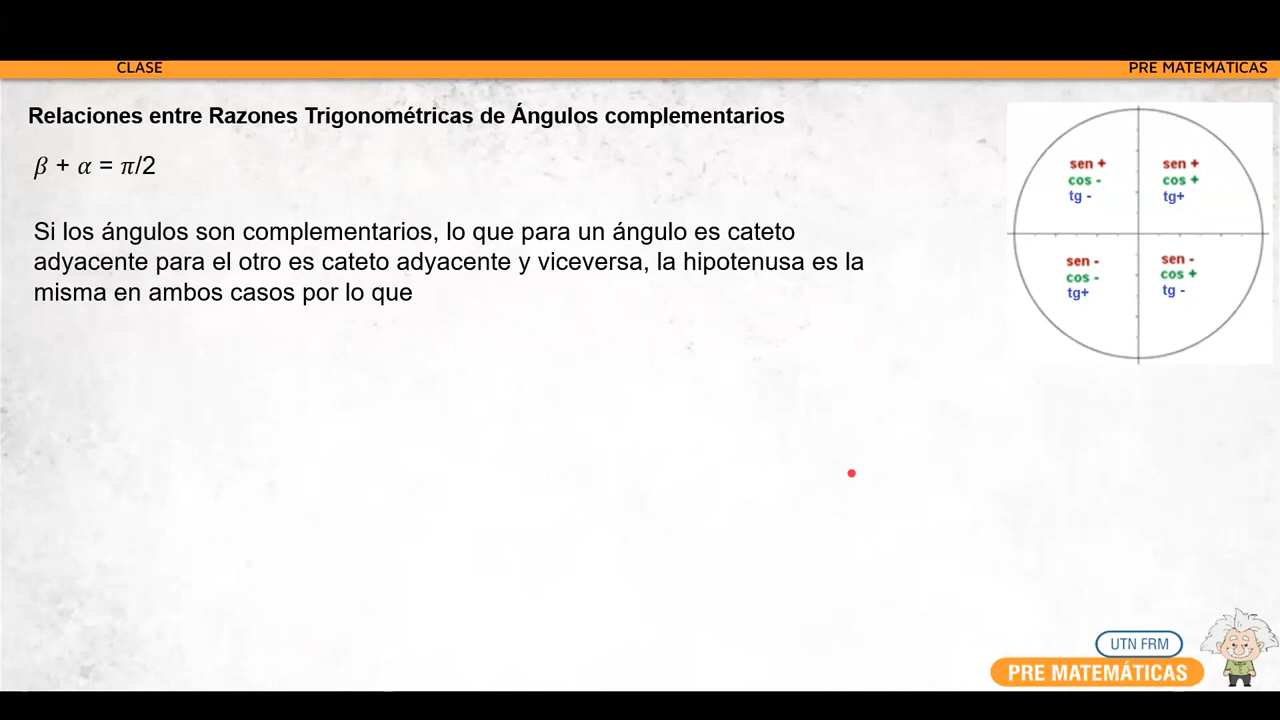 CLASE
PRE MATEMÁTICAS
Relaciones entre Razones Trigonométricas de Ángulos complementarios
𝛽 + 𝛼 = 𝜋/2
Si los ángulos son complementarios, lo que para un ángulo es cateto
adyacente para el otro es cateto adyacente y viceversa, la hipotenusa es la
misma en ambos casos por lo que
sen +
cos -
tg -
sen +
cos +
tg+
sen -
cos -
tg+
sen -
cos +
tg -
UTN FRM
PRE MATEMÁTICAS